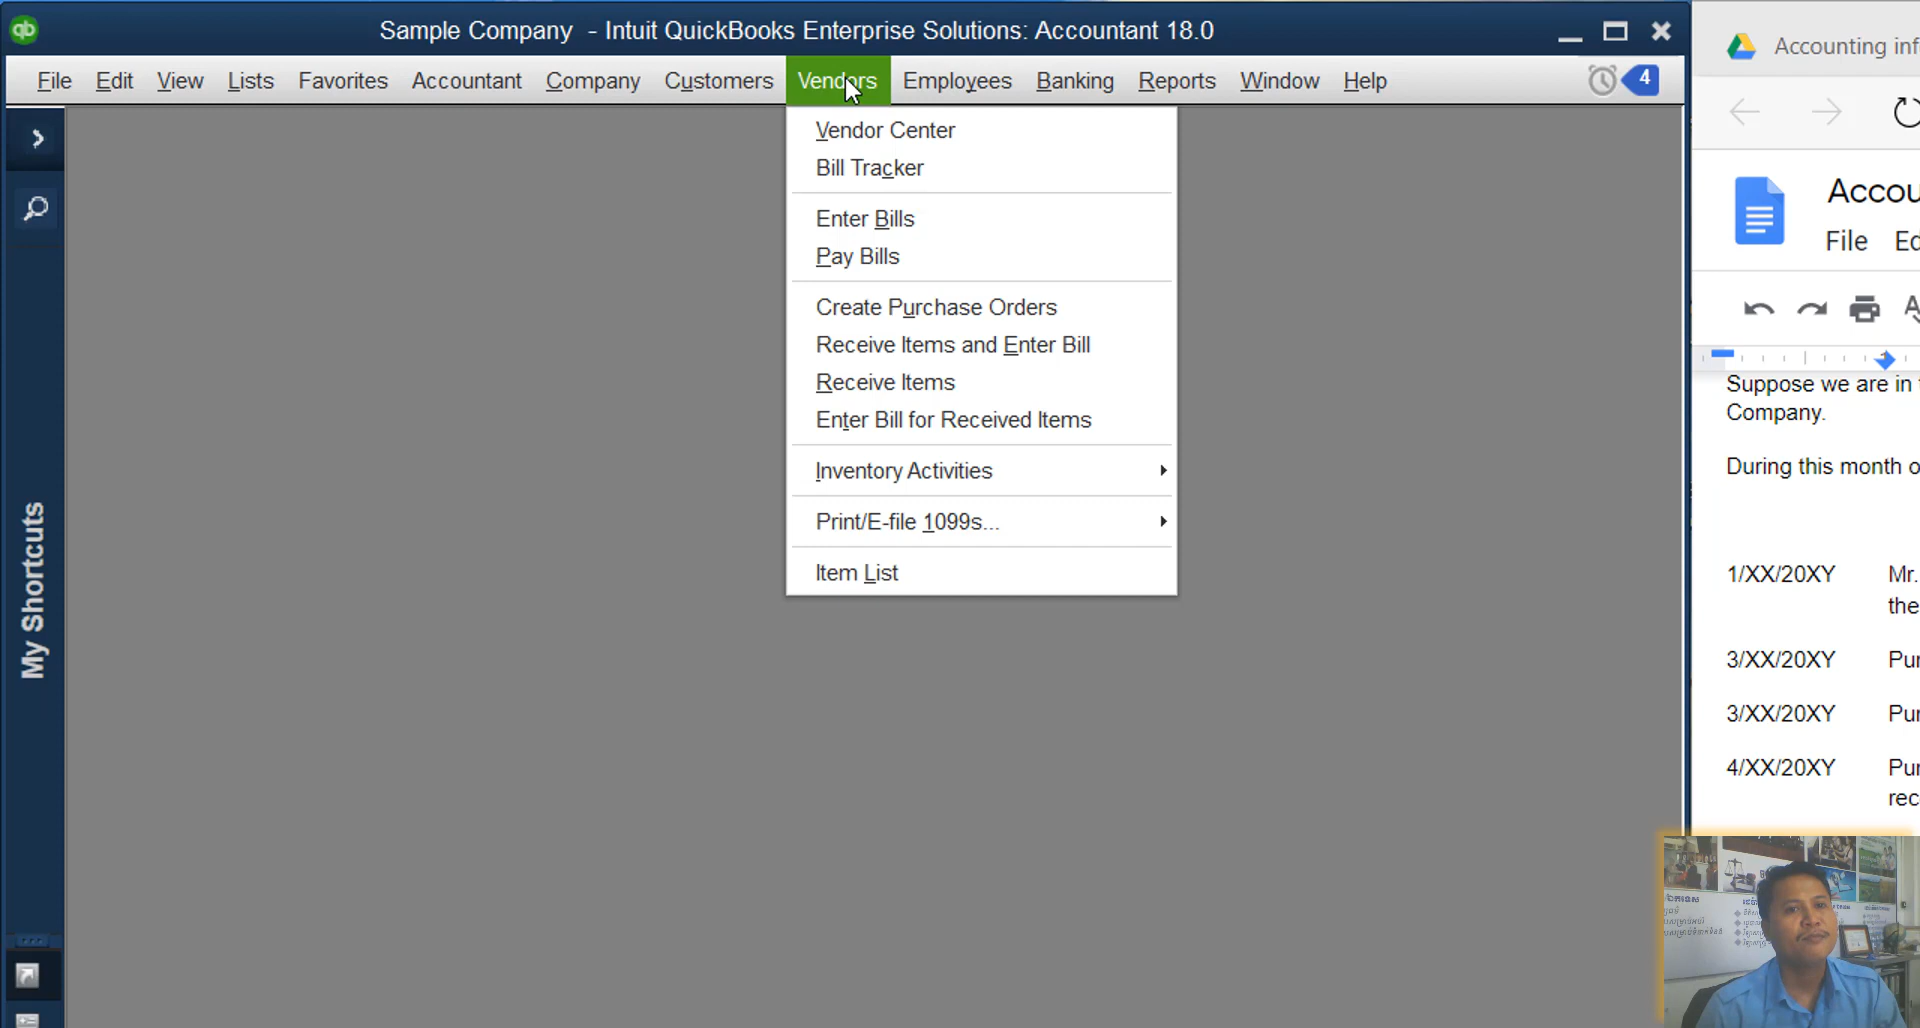 Sample Company - Intuit QuickBooks Enterprise Solutions: Accountant 18.0
File Edit View Lists Favorites Accountant Company Customers Vendors Employees Banking Reports Window Help 4
Vendor Center
Bill Tracker
Enter Bills
Pay Bills
Create Purchase Orders
Receive Items and Enter Bill
Receive Items
Enter Bill for Received Items
Inventory Activities
Print/E-file 1099s...
Item List
My Shortcuts
qb
Accounting inf
Accou
File Ed
Suppose we are in
Company.
During this month o
1/XX/20XY Mr.
the
3/XX/20XY Pur
3/XX/20XY Pur
4/XX/20XY Pur
rec